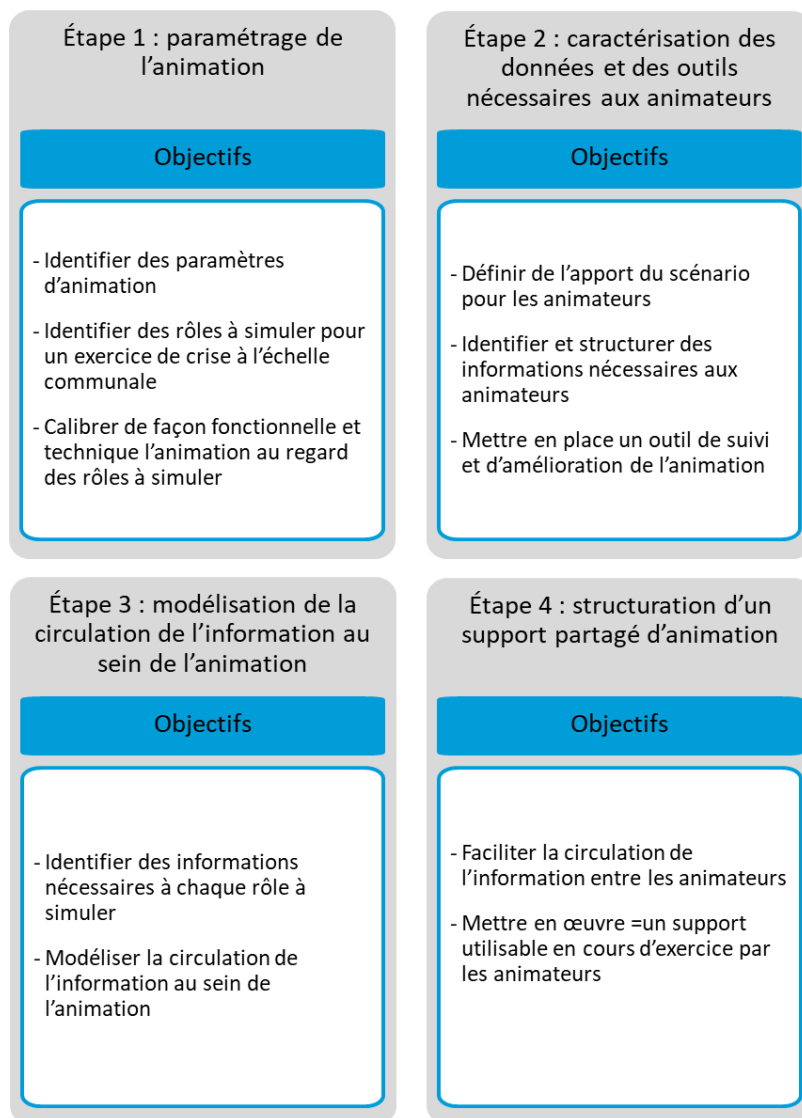 Étape 1 : paramétrage de
l’animation
Objectifs
- Identifier des paramètres
d’animation
- Identifier des rôles à simuler pour
un exercice de crise à l’échelle
communale
- Calibrer de façon fonctionnelle et
technique l’animation au regard
des rôles à simuler
Étape 2 : caractérisation des
données et des outils
nécessaires aux animateurs
Objectifs
- Définir de l’apport du scénario
pour les animateurs
- Identifier et structurer des
informations nécessaires aux
animateurs
- Mettre en place un outil de suivi
et d’amélioration de l’animation
Étape 3 : modélisation de la
circulation de l’information au
sein de l’animation
Objectifs
- Identifier des informations
nécessaires à chaque rôle à
simuler
- Modéliser la circulation de
l’information au sein de
l’animation
Étape 4 : structuration d’un
support partagé d’animation
Objectifs
- Faciliter la circulation de
l’information entre les animateurs
- Mettre en œuvre =un support
utilisable en cours d’exercice par
les animateurs